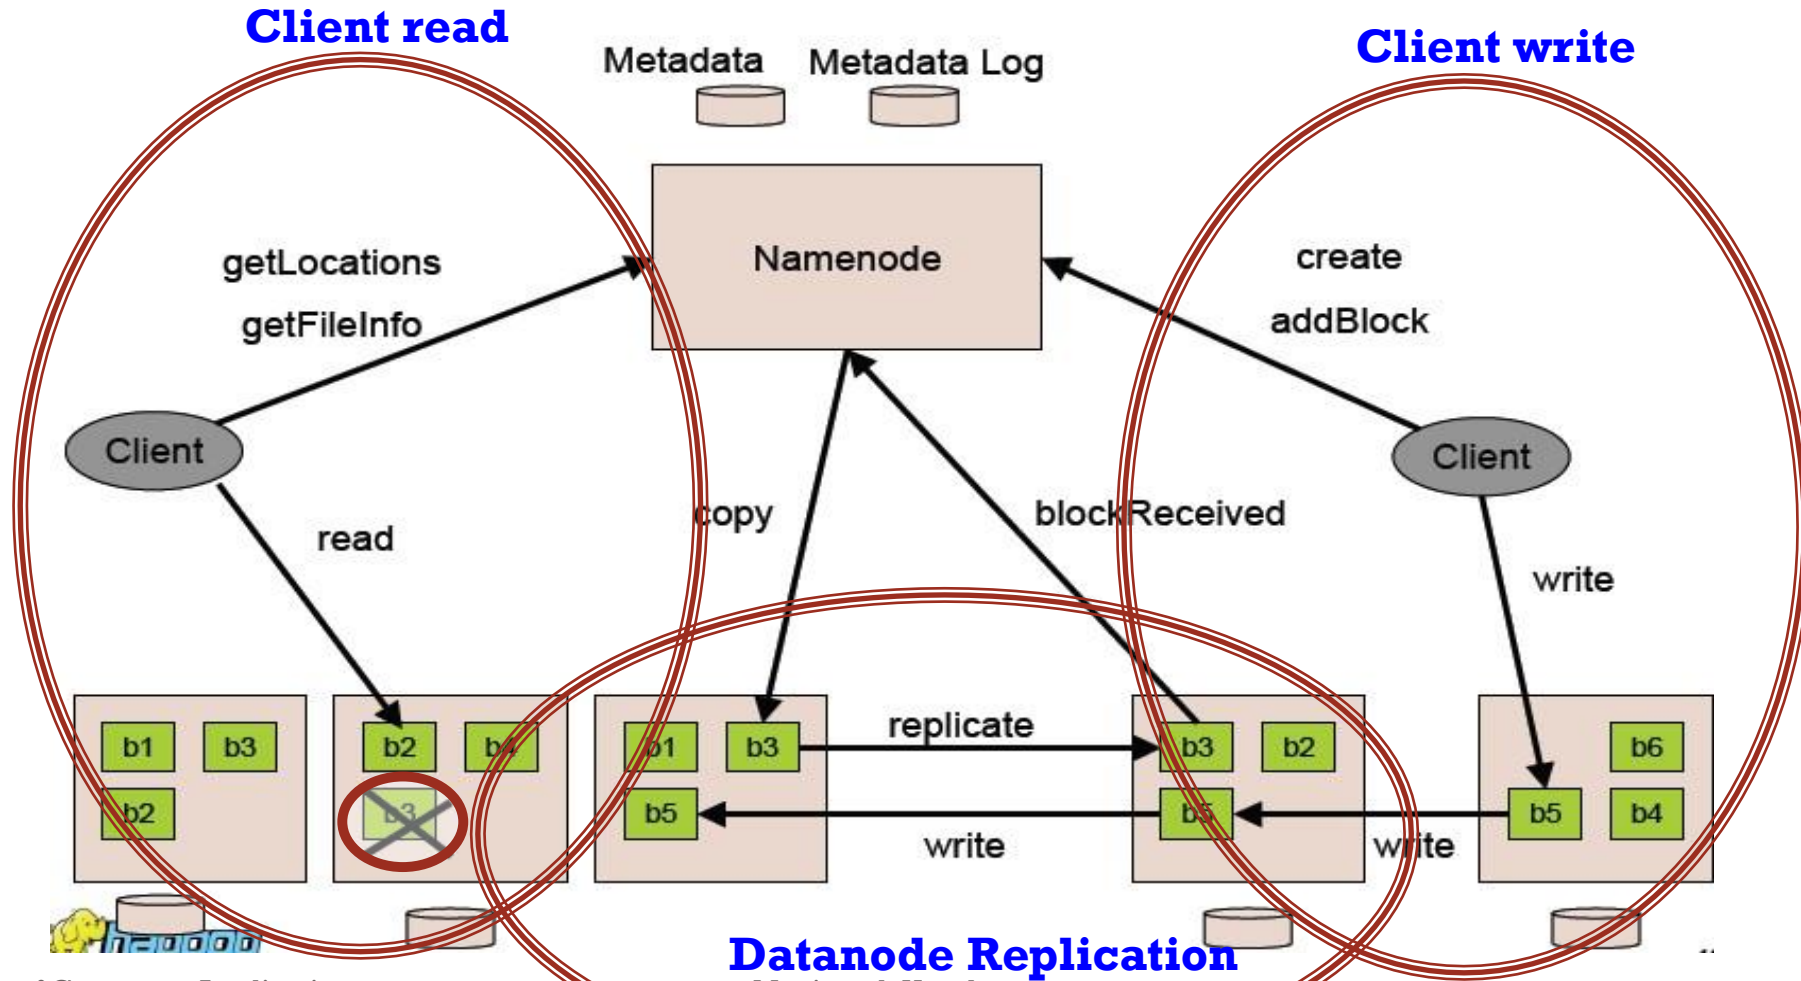 Client read
Client write
Metadata
Metadata Log
Namenode
getLocations
getFileInfo
create
addBlock
Client
Client
read
copy
blockReceived
write
b1
b3
b2
b2
b4
b3
b1
b3
b5
replicate
write
b3
b2
b5
write
b6
b5
b4
hadoop
Datanode Replication